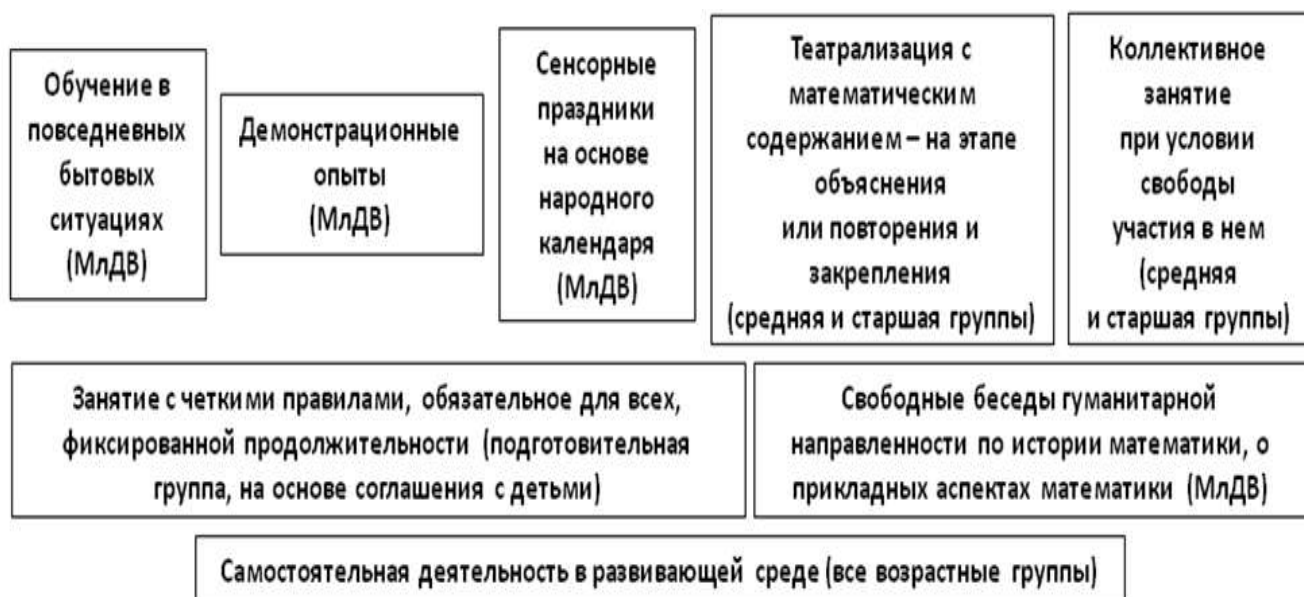 Обучение в
повседневных
бытовых
ситуациях
(МлДВ)
Демонстрационные
опыты
(МлДВ)
Сенсорные
праздники
на основе
народного
календаря
(МлДВ)
Театрализация с
математическим
содержанием – на этапе
объяснения
или повторения и
закрепления
(средняя и старшая группы)
Коллективное
занятие
при условии
свободы
участия в нем
(средняя
и старшая группы)
Занятие с четкими правилами, обязательное для всех,
фиксированной продолжительности (подготовительная
группа, на основе соглашения с детьми)
Свободные беседы гуманитарной
направленности по истории математики, о
прикладных аспектах математики (МлДВ)
Самостоятельная деятельность в развивающей среде (все возрастные группы)